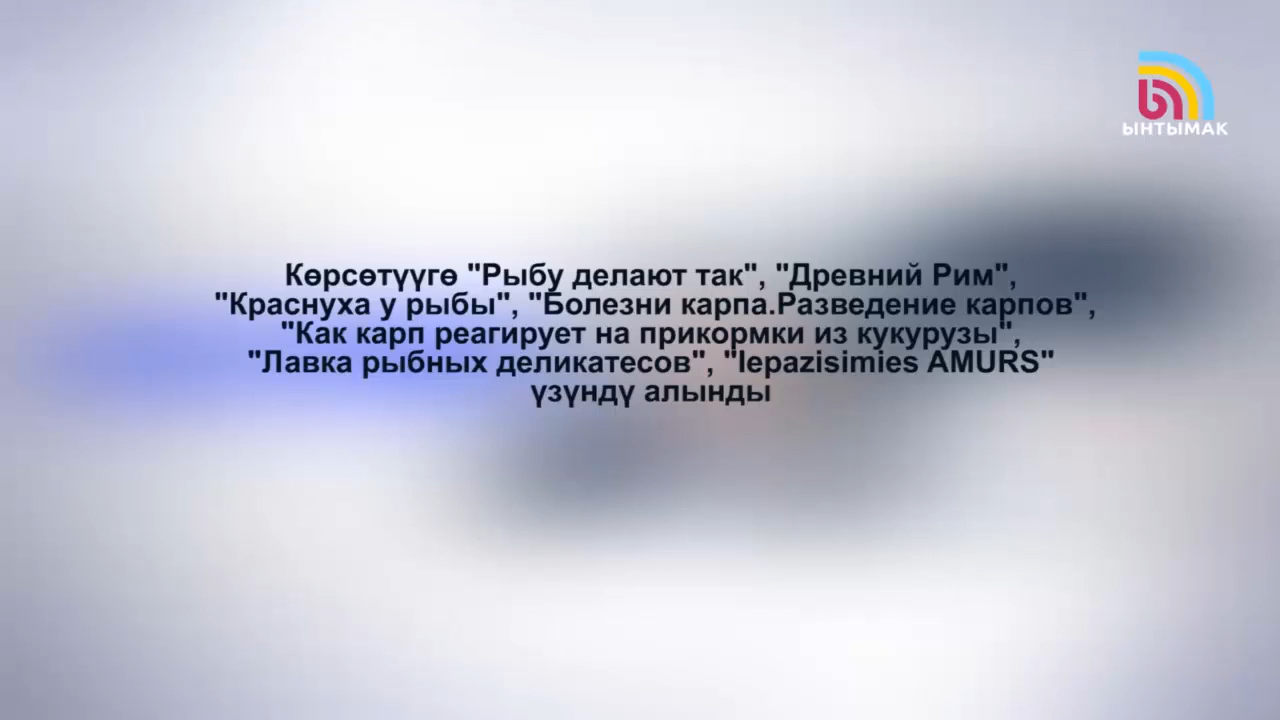 ЫНТЫМАК
Көрсөтүүгө "Рыбу делают так", "Древний Рим",
"Краснуха у рыбы", "Болезни карпа.Разведение карпов",
"Как карп реагирует на прикормки из кукурузы",
"Лавка рыбных деликатесов", "Iepazisimies AMURS"
үзүндү алынды